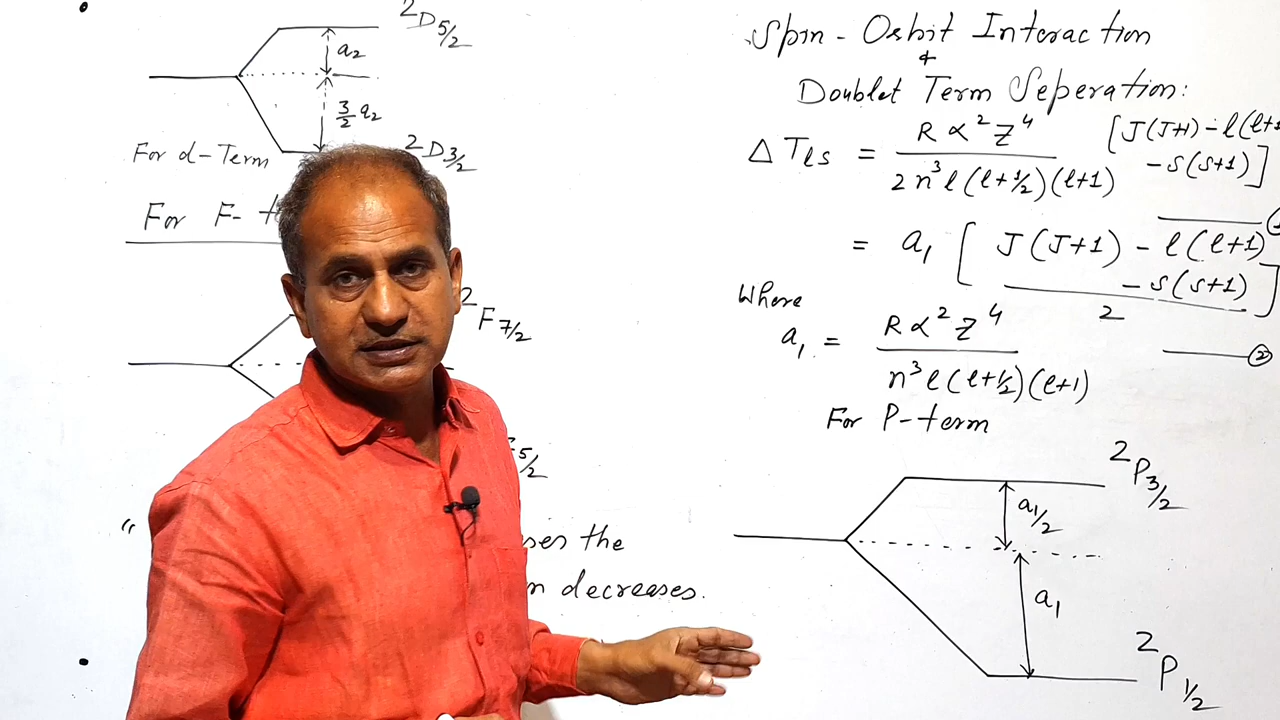 ²D₅/₂
a₂
3/2 a₂
²D₃/₂
For d-Term
For F-
²F₇/₂
5/2
"
the
decreases.
Spin-Orbit Interaction
+
Doublet Term Seperation:
ΔTls = Rα²Z⁴ / 2n³l(l+1/2)(l+1) [J(J+1) - l(l+1
- s(s+1)]
= a₁ [J(J+1) - l(l+1)
- s(s+1)] / 2
Where
a₁ = Rα²Z⁴ / n³l(l+1/2)(l+1) ②
For P-term
²P₃/₂
a₁/2
a₁
²P₁/₂